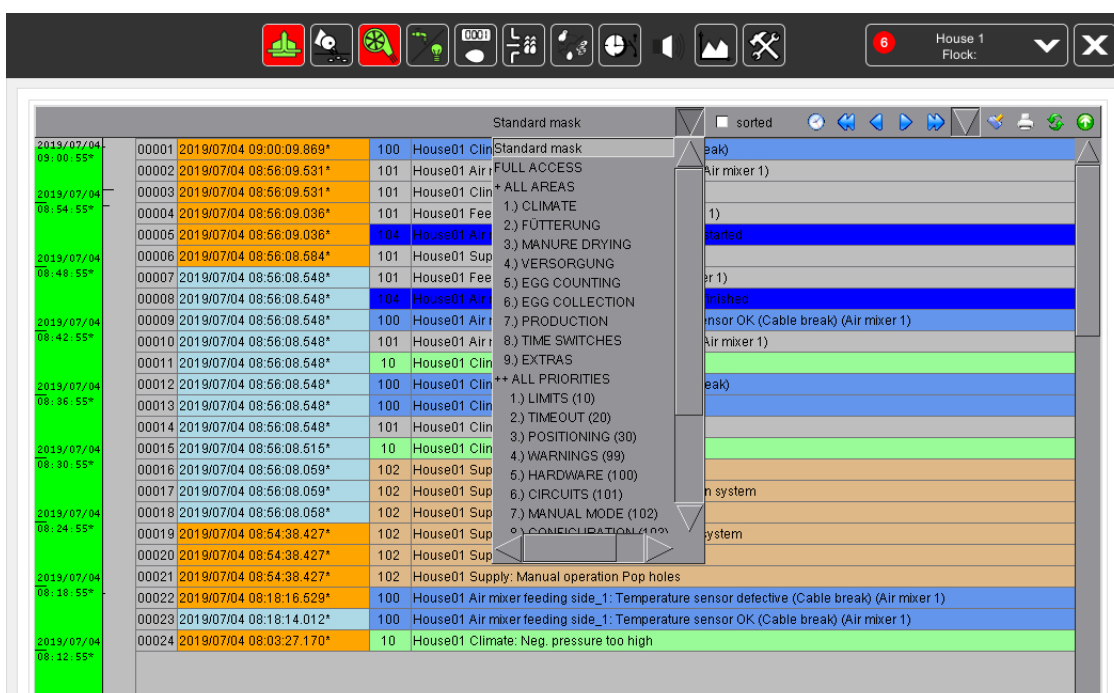 0001
6
House 1
Flock:
Standard mask
sorted
2019/07/04
09:00:55*
2019/07/04
08:54:55*
2019/07/04
08:48:55*
2019/07/04
08:42:55*
2019/07/04
08:36:55*
2019/07/04
08:30:55*
2019/07/04
08:24:55*
2019/07/04
08:18:55*
2019/07/04
08:12:55*
Standard mask
FULL ACCESS
+ ALL AREAS
1.) CLIMATE
2.) FÜTTERUNG
3.) MANURE DRYING
4.) VERSORGUNG
5.) EGG COUNTING
6.) EGG COLLECTION
7.) PRODUCTION
8.) TIME SWITCHES
9.) EXTRAS
++ ALL PRIORITIES
1.) LIMITS (10)
2.) TIMEOUT (20)
3.) POSITIONING (30)
4.) WARNINGS (99)
5.) HARDWARE (100)
6.) CIRCUITS (101)
7.) MANUAL MODE (102)
8.) CONFIGURATION (103)
00001 2019/07/04 09:00:09.869* 100 House01 Clin eak)
00002 2019/07/04 08:56:09.531* 101 House01 Air r Air mixer 1)
00003 2019/07/04 08:56:09.531* 101 House01 Clin
00004 2019/07/04 08:56:09.036* 101 House01 Fee 1)
00005 2019/07/04 08:56:09.036* 104 House01 Air started
00006 2019/07/04 08:56:08.584* 101 House01 Sup
00007 2019/07/04 08:56:08.548* 101 House01 Fee er 1)
00008 2019/07/04 08:56:08.548* 104 House01 Air finished
00009 2019/07/04 08:56:08.548* 100 House01 Air r ensor OK (Cable break) (Air mixer 1)
00010 2019/07/04 08:56:08.548* 101 House01 Air r Air mixer 1)
00011 2019/07/04 08:56:08.548* 10 House01 Clin
00012 2019/07/04 08:56:08.548* 100 House01 Clin eak)
00013 2019/07/04 08:56:08.548* 100 House01 Clin
00014 2019/07/04 08:56:08.548* 101 House01 Clin
00015 2019/07/04 08:56:08.515* 10 House01 Clin
00016 2019/07/04 08:56:08.059* 102 House01 Sup
00017 2019/07/04 08:56:08.059* 102 House01 Sup n system
00018 2019/07/04 08:56:08.058* 102 House01 Sup
00019 2019/07/04 08:54:38.427* 102 House01 Sup system
00020 2019/07/04 08:54:38.427* 102 House01 Sup
00021 2019/07/04 08:54:38.427* 102 House01 Supply: Manual operation Pop holes
00022 2019/07/04 08:18:16.529* 100 House01 Air mixer feeding side_1: Temperature sensor defective (Cable break) (Air mixer 1)
00023 2019/07/04 08:18:14.012* 100 House01 Air mixer feeding side_1: Temperature sensor OK (Cable break) (Air mixer 1)
00024 2019/07/04 08:03:27.170* 10 House01 Climate: Neg. pressure too high